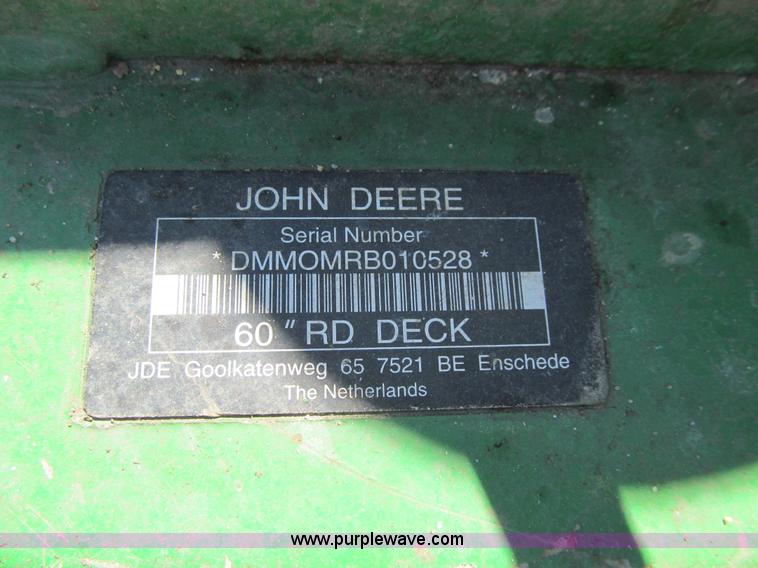 JOHN DEERE
Serial Number
* DMMOMRB010528 *
60 " RD DECK
JDE Goolkatenweg 65 7521 BE Enschede
The Netherlands
www.purplewave.com